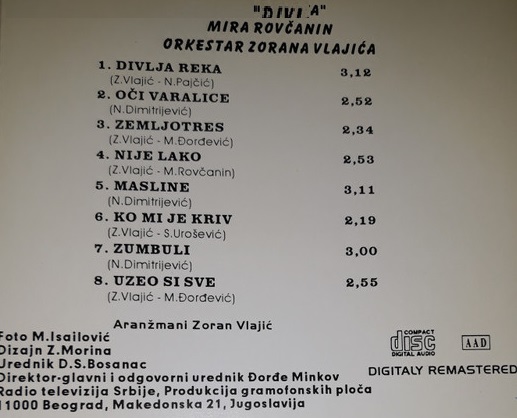 MIRA ROVČANIN
ORKESTAR ZORANA VLAJIĆA
1. DIVLJA REKA 3,12
(Z.Vlajić - N.Pajčić)
2. OČI VARALICE 2,52
(N.Dimitrijević)
3. ZEMLJOTRES 2,34
(Z.Vlajić - M.Đorđević)
4. NIJE LAKO 2,53
(Z.Vlajić - M.Rovčanin)
5. MASLINE 3,11
(N.Dimitrijević)
6. KO MI JE KRIV 2,19
(Z.Vlajić - S.Urošević)
7. ZUMBULI 3,00
(N.Dimitrijević)
8. UZEO SI SVE 2,55
(Z.Vlajić - M.Đorđević)
Aranžmani Zoran Vlajić
Foto M.Isailović
Dizajn Z.Morina
Urednik D.S.Bosanac
Direktor-glavni i odgovorni urednik Đorđe Minkov
Radio televizija Srbije, Produkcija gramofonskih ploča
11000 Beograd, Makedonska 21, Jugoslavija
COMPACT
disc
DIGITAL AUDIO
AAD
DIGITALY REMASTERED